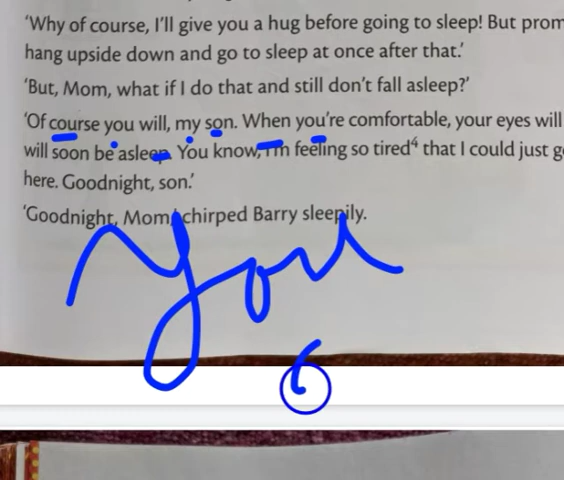 'Why of course, I'll give you a hug before going to sleep! But prom
hang upside down and go to sleep at once after that.'
'But, Mom, what if I do that and still don't fall asleep?'
'Of course you will, my son. When you're comfortable, your eyes will
will soon be asleep. You know, I'm feeling so tired⁴ that I could just g
here. Goodnight, son.'
'Goodnight, Mom,' chirped Barry sleepily.
You